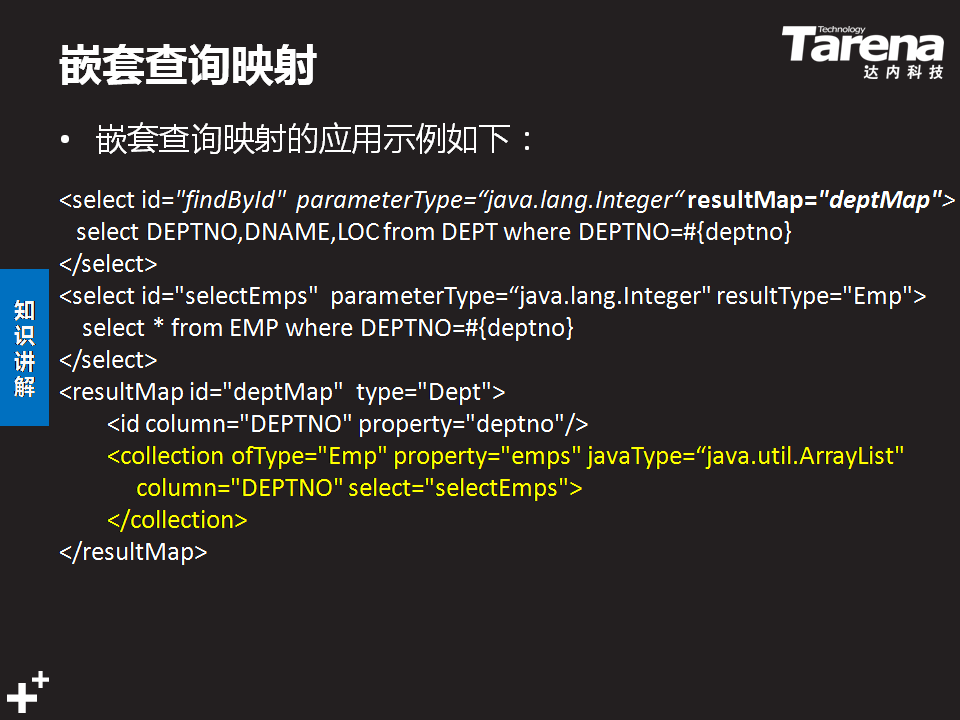 嵌套查询映射
Technology
Tarena
达内科技
• 嵌套查询映射的应用示例如下：
<select id="findById" parameterType=“java.lang.Integer“ resultMap="deptMap">
select DEPTNO,DNAME,LOC from DEPT where DEPTNO=#{deptno}
</select>
<select id="selectEmps" parameterType=“java.lang.Integer" resultType="Emp">
select * from EMP where DEPTNO=#{deptno}
</select>
<resultMap id="deptMap" type="Dept">
<id column="DEPTNO" property="deptno"/>
<collection ofType="Emp" property="emps" javaType=“java.util.ArrayList"
column="DEPTNO" select="selectEmps">
</collection>
</resultMap>
知识讲解